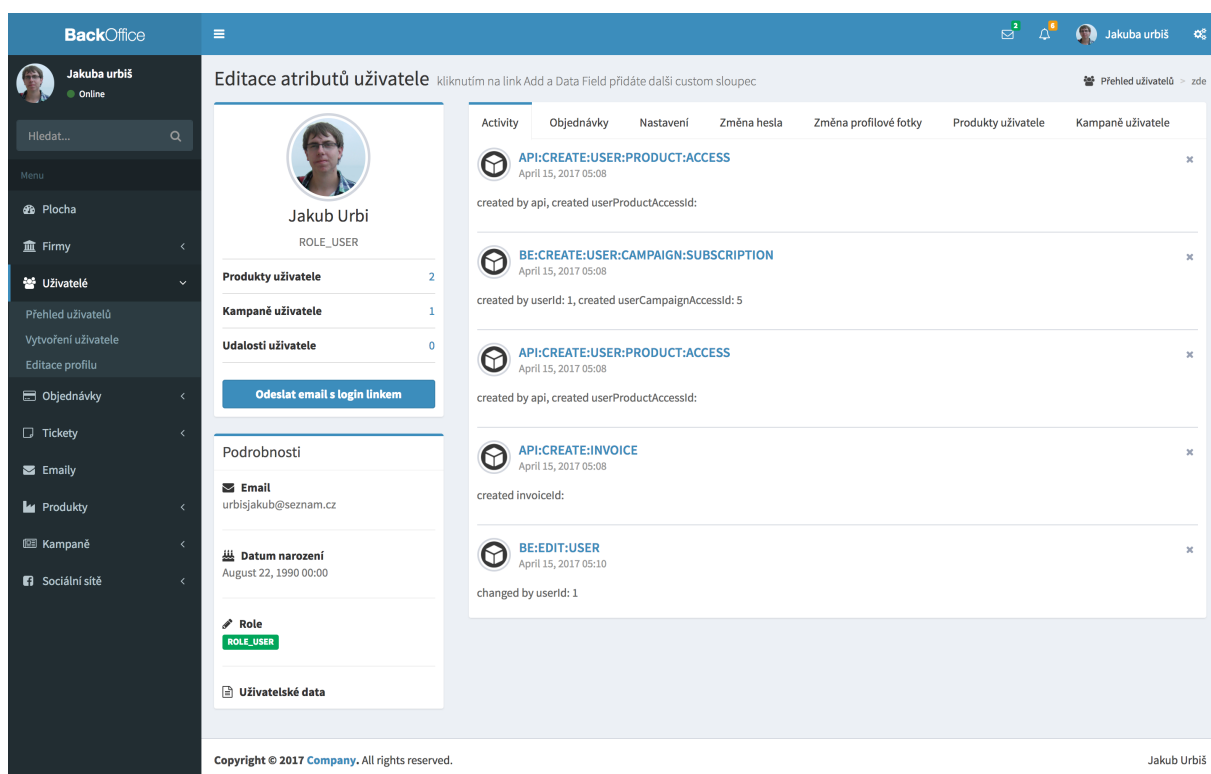 BackOffice
2
6
Jakuba urbiš
Jakuba urbiš
Online
Hledat...
Menu
Plocha
Firmy
Uživatelé
Přehled uživatelů
Vytvoření uživatele
Editace profilu
Objednávky
Tickety
Emaily
Produkty
Kampaně
Sociální sítě
Editace atributů uživatele kliknutím na link Add a Data Field přidáte dalši custom sloupec
Přehled uživatelů > zde
Jakub Urbi
ROLE_USER
Produkty uživatele 2
Kampaně uživatele 1
Udalosti uživatele 0
Odeslat email s login linkem
Podrobnosti
Email
urbisjakub@seznam.cz
Datum narození
August 22, 1990 00:00
Role
ROLE_USER
Uživatelské data
Activity Objednávky Nastavení Změna hesla Změna profilové fotky Produkty uživatele Kampaně uživatele
API:CREATE:USER:PRODUCT:ACCESS
April 15, 2017 05:08
created by api, created userProductAccessId:
BE:CREATE:USER:CAMPAIGN:SUBSCRIPTION
April 15, 2017 05:08
created by userId: 1, created userCampaignAccessId: 5
API:CREATE:USER:PRODUCT:ACCESS
April 15, 2017 05:08
created by api, created userProductAccessId:
API:CREATE:INVOICE
April 15, 2017 05:08
created invoiceId:
BE:EDIT:USER
April 15, 2017 05:10
changed by userId: 1
Copyright © 2017 Company. All rights reserved.
Jakub Urbiš